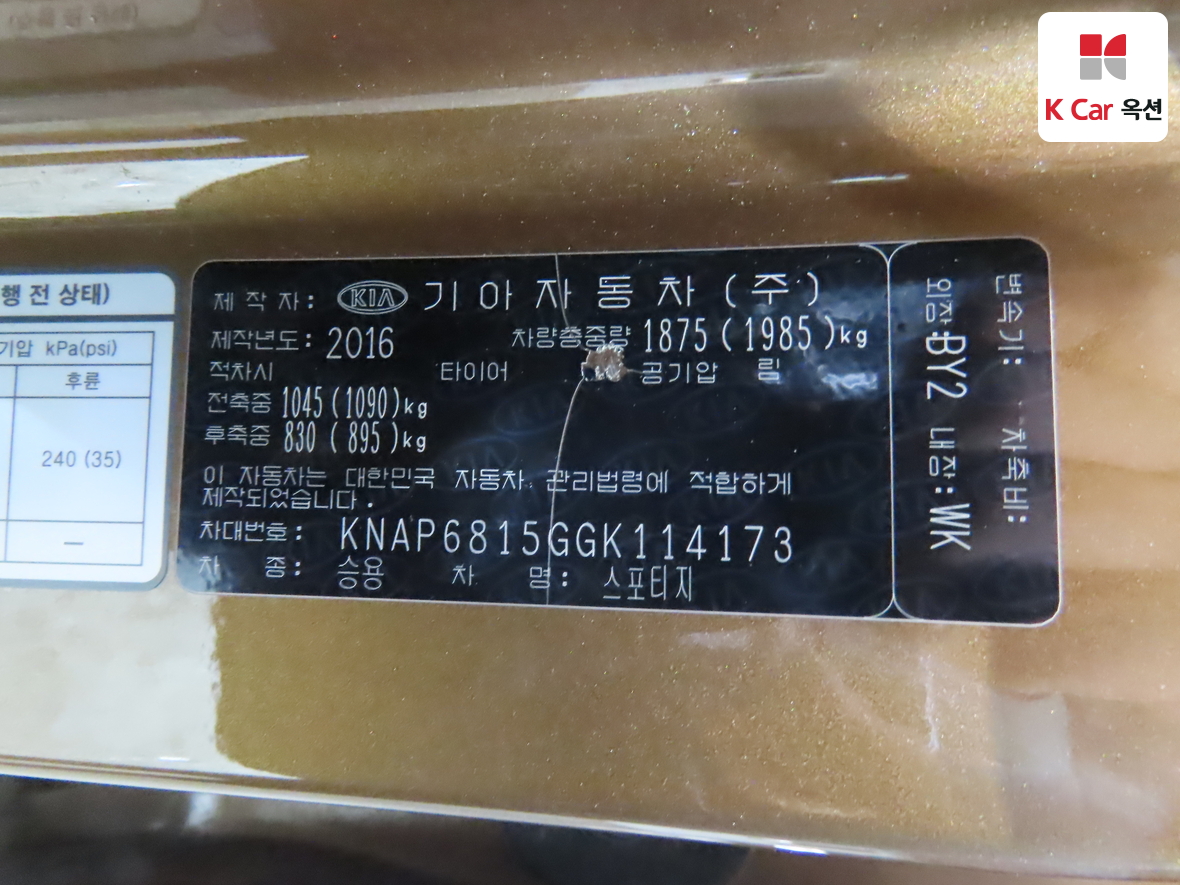 K Car 옥션
행 전 상태)
기압 kPa(psi)
후륜
240 (35)
—
제 작 자: KIA 기 아 자 동 차 (주)
제작년도: 2016 차량총중량 1875 (1985)kg
적차시 타이어 공기압 림
전축중 1045 (1090)kg
후축중 830 (895)kg
이 자동차는 대한민국 자동차 관리법령에 적합하게
제작되었습니다.
차대번호: KNAP6815GGK114173
차 종: 승용 차 명: 스포티지
변속기: 차축비:
외장:BY2 내장:WK